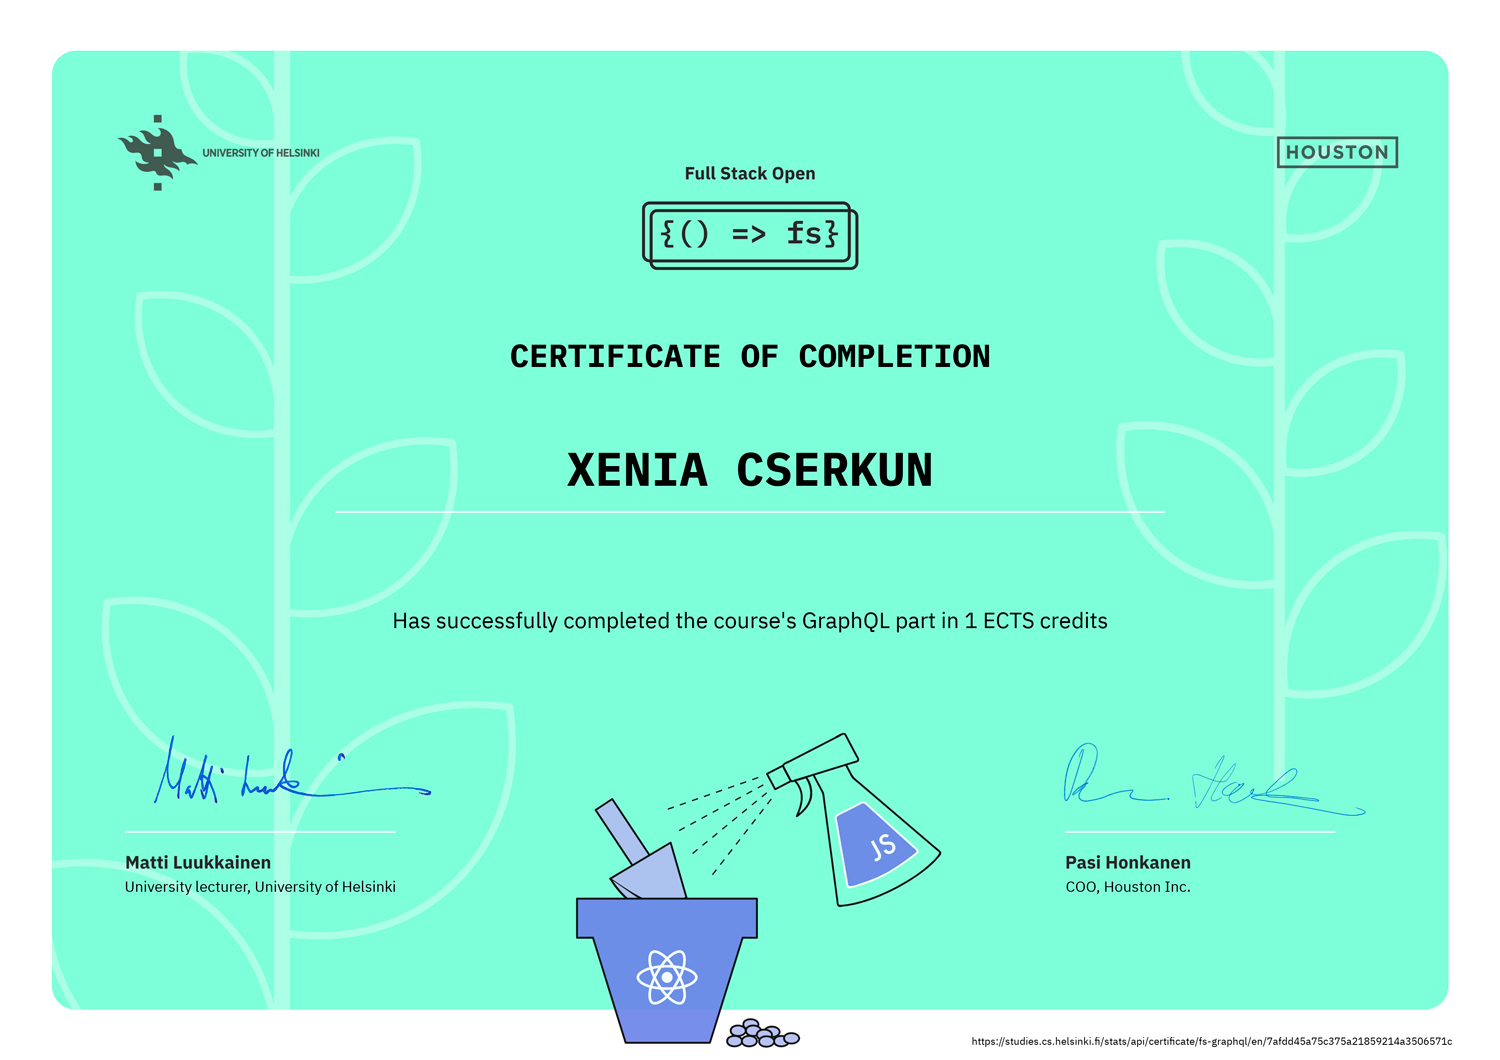 UNIVERSITY OF HELSINKI
HOUSTON
Full Stack Open
{() => fs}
CERTIFICATE OF COMPLETION
XENIA CSERKUN
Has successfully completed the course's GraphQL part in 1 ECTS credits
JS
Matti Luukkainen
University lecturer, University of Helsinki
Pasi Honkanen
COO, Houston Inc.
https://studies.cs.helsinki.fi/stats/api/certificate/fs-graphql/en/7afdd45a75c375a21859214a3506571c